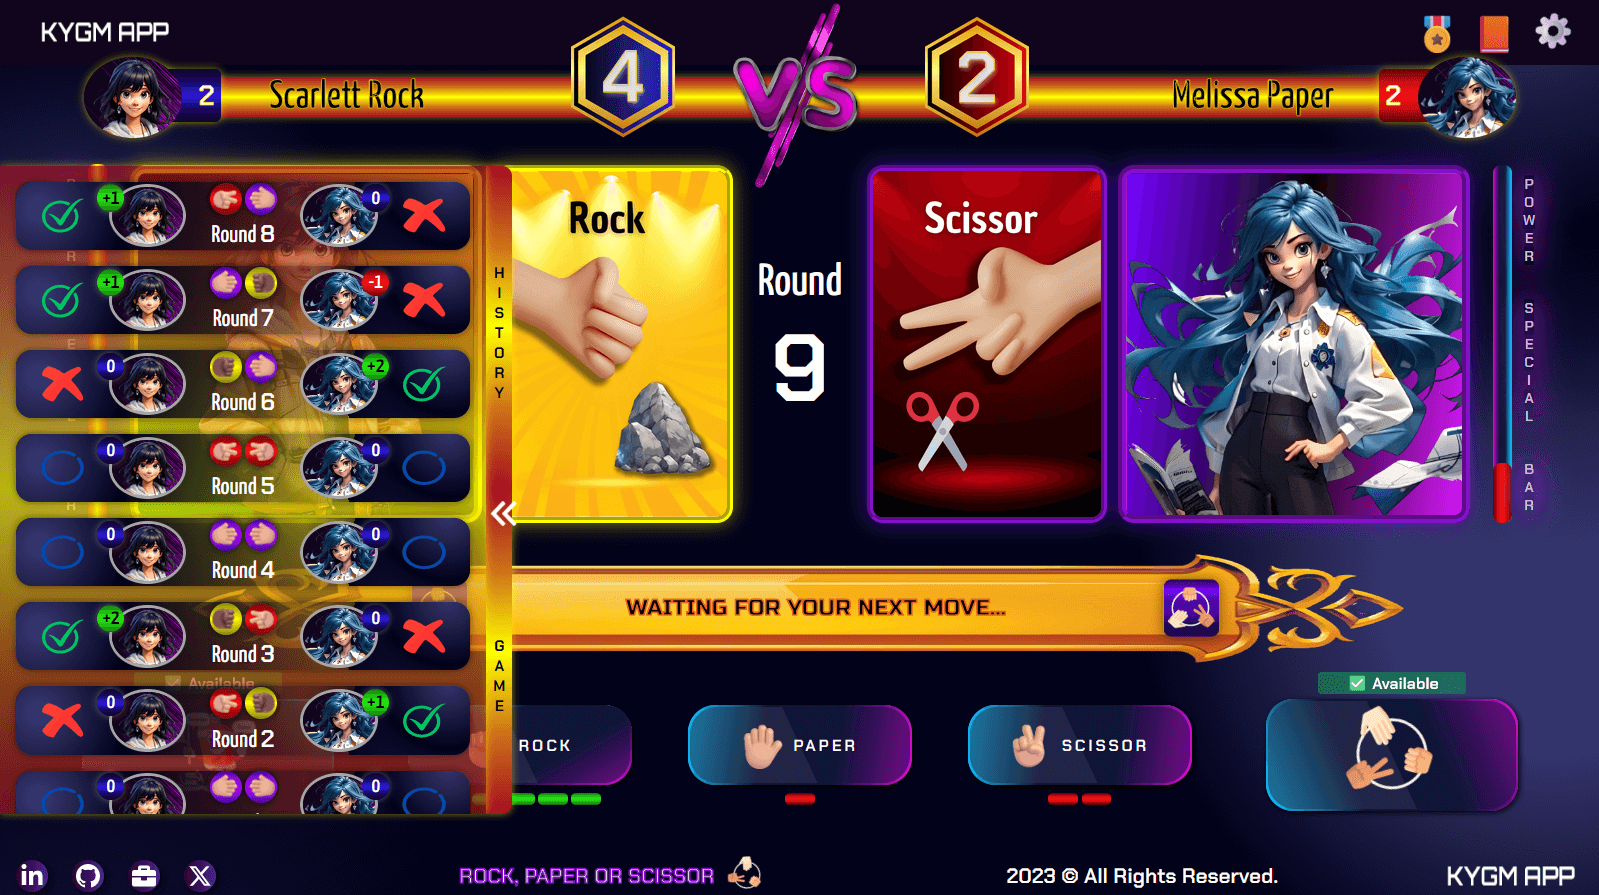 KYGM APP
2
Scarlett Rock
4
VS
2
Melissa Paper
2
+1
Round 8
0
+1
Round 7
-1
0
Round 6
+2
0
Round 5
0
0
Round 4
0
+2
Round 3
0
0
Round 2
+1
0
0
HISTORY
GAME
Rock
Round
9
Scissor
POWER
SPECIAL
BAR
WAITING FOR YOUR NEXT MOVE...
Available
Available
ROCK
PAPER
SCISSOR
in
X
ROCK, PAPER OR SCISSOR
2023 © All Rights Reserved.
KYGM APP